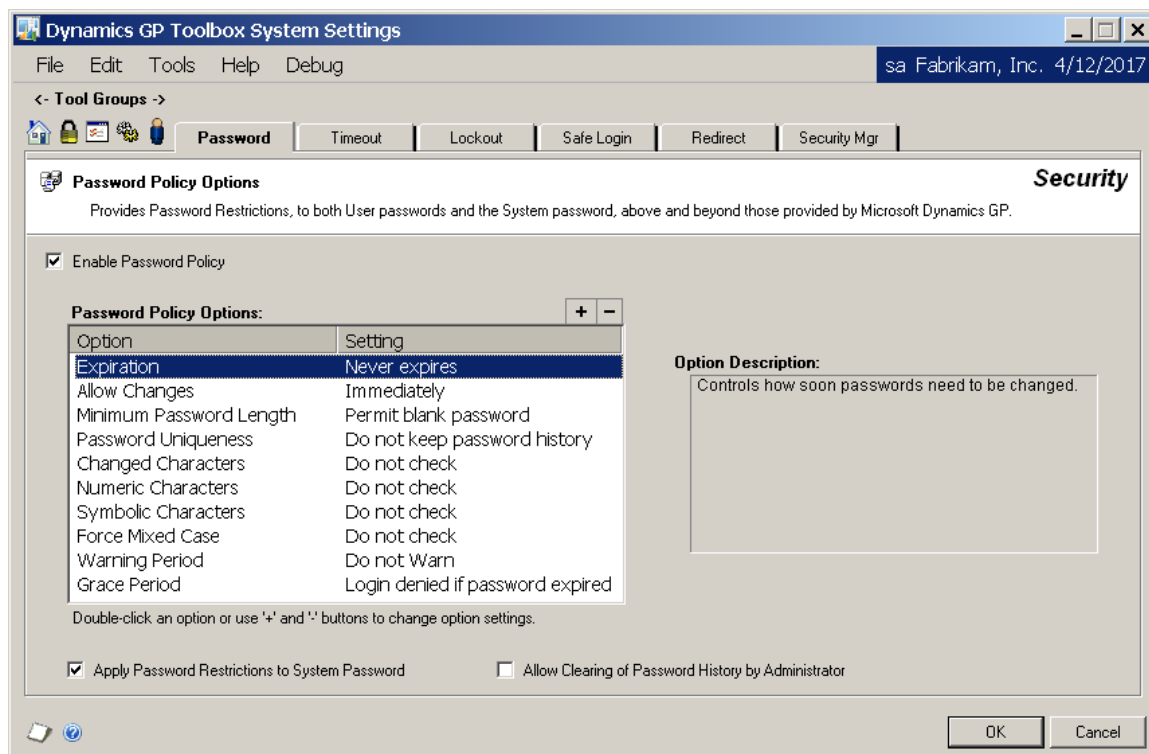 Dynamics GP Toolbox System Settings
File Edit Tools Help Debug sa Fabrikam, Inc. 4/12/2017
<- Tool Groups ->
Password Timeout Lockout Safe Login Redirect Security Mgr
Password Policy Options Security
Provides Password Restrictions, to both User passwords and the System password, above and beyond those provided by Microsoft Dynamics GP.
Enable Password Policy
Password Policy Options: + -
Option Setting
Expiration Never expires
Allow Changes Immediately
Minimum Password Length Permit blank password
Password Uniqueness Do not keep password history
Changed Characters Do not check
Numeric Characters Do not check
Symbolic Characters Do not check
Force Mixed Case Do not check
Warning Period Do not Warn
Grace Period Login denied if password expired
Option Description:
Controls how soon passwords need to be changed.
Double-click an option or use '+' and '-' buttons to change option settings.
Apply Password Restrictions to System Password Allow Clearing of Password History by Administrator
OK Cancel